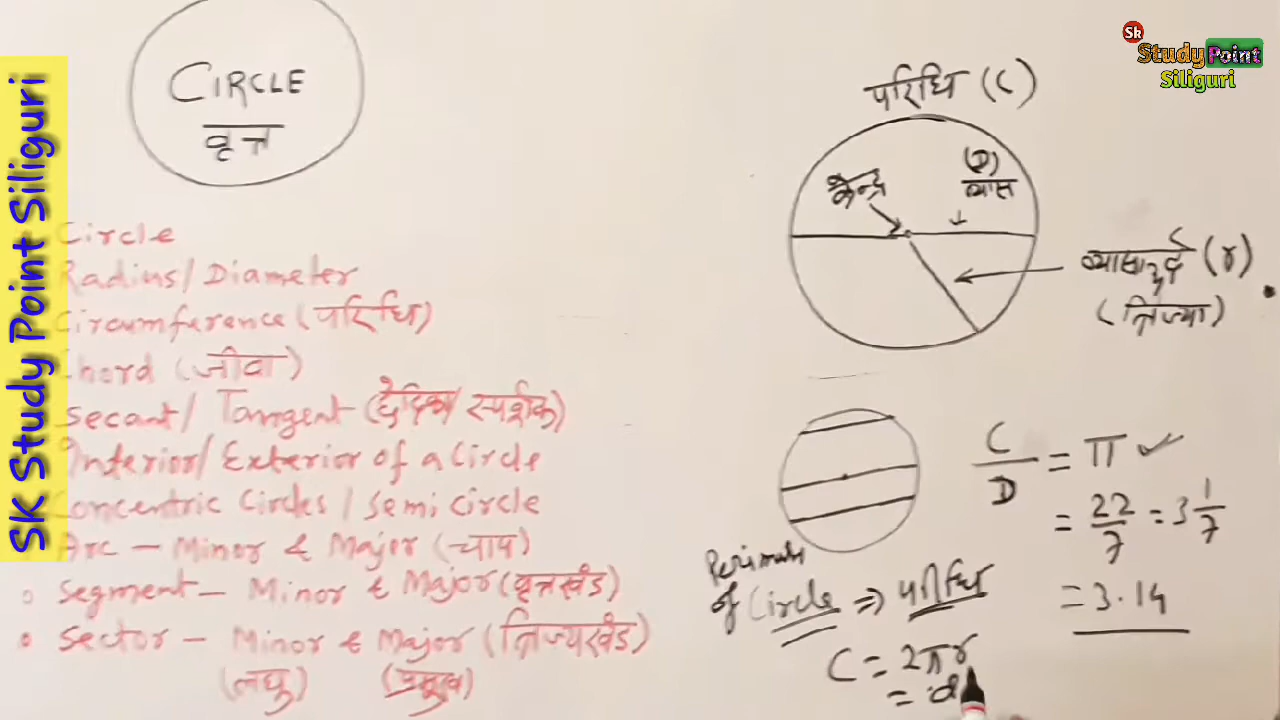 SK Study Point Siliguri
Sk
Study Point
Siliguri
CIRCLE
वृत्त
Circle
Radius/Diameter
Circumference (परिधि)
Chord (जीवा)
Secant/ Tangent (छेदिका/स्पर्शक)
Interior/Exterior of a Circle
Concentric Circles / Semi circle
Arc - Minor & Major (चाप)
Segment - Minor & Major (वृत्तखंड)
Sector - Minor & Major (त्रिज्यखंड)
(लघु) (प्रमुख)
परिधि (C)
केन्द्र
(D)
व्यास
व्यासार्द्ध (r)
(त्रिज्या)
C/D = π ✓
= 22/7 = 3 1/7
= 3.14
of Circle ⇒ परिधि
C = 2πr
=